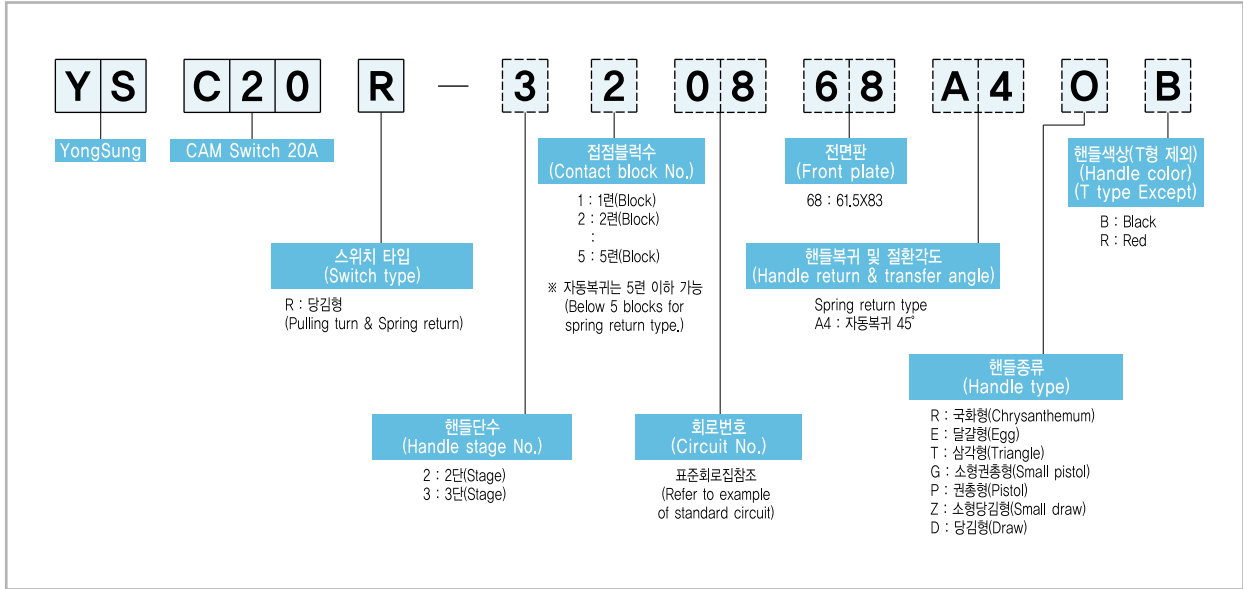 YS C20 R — 3 2 08 68 A4 O B
YongSung
CAM Switch 20A
스위치 타입
(Switch type)
R : 당김형
(Pulling turn & Spring return)
핸들단수
(Handle stage No.)
2 : 2단(Stage)
3 : 3단(Stage)
접점블럭수
(Contact block No.)
1 : 1련(Block)
2 : 2련(Block)
:
5 : 5련(Block)
※ 자동복귀는 5련 이하 가능
(Below 5 blocks for
spring return type.)
회로번호
(Circuit No.)
표준회로집참조
(Refer to example
of standard circuit)
전면판
(Front plate)
68 : 61.5X83
핸들복귀 및 절환각도
(Handle return & transfer angle)
Spring return type
A4 : 자동복귀 45°
핸들종류
(Handle type)
R : 국화형(Chrysanthemum)
E : 달걀형(Egg)
T : 삼각형(Triangle)
G : 소형권총형(Small pistol)
P : 권총형(Pistol)
Z : 소형당김형(Small draw)
D : 당김형(Draw)
핸들색상(T형 제외)
(Handle color)
(T type Except)
B : Black
R : Red